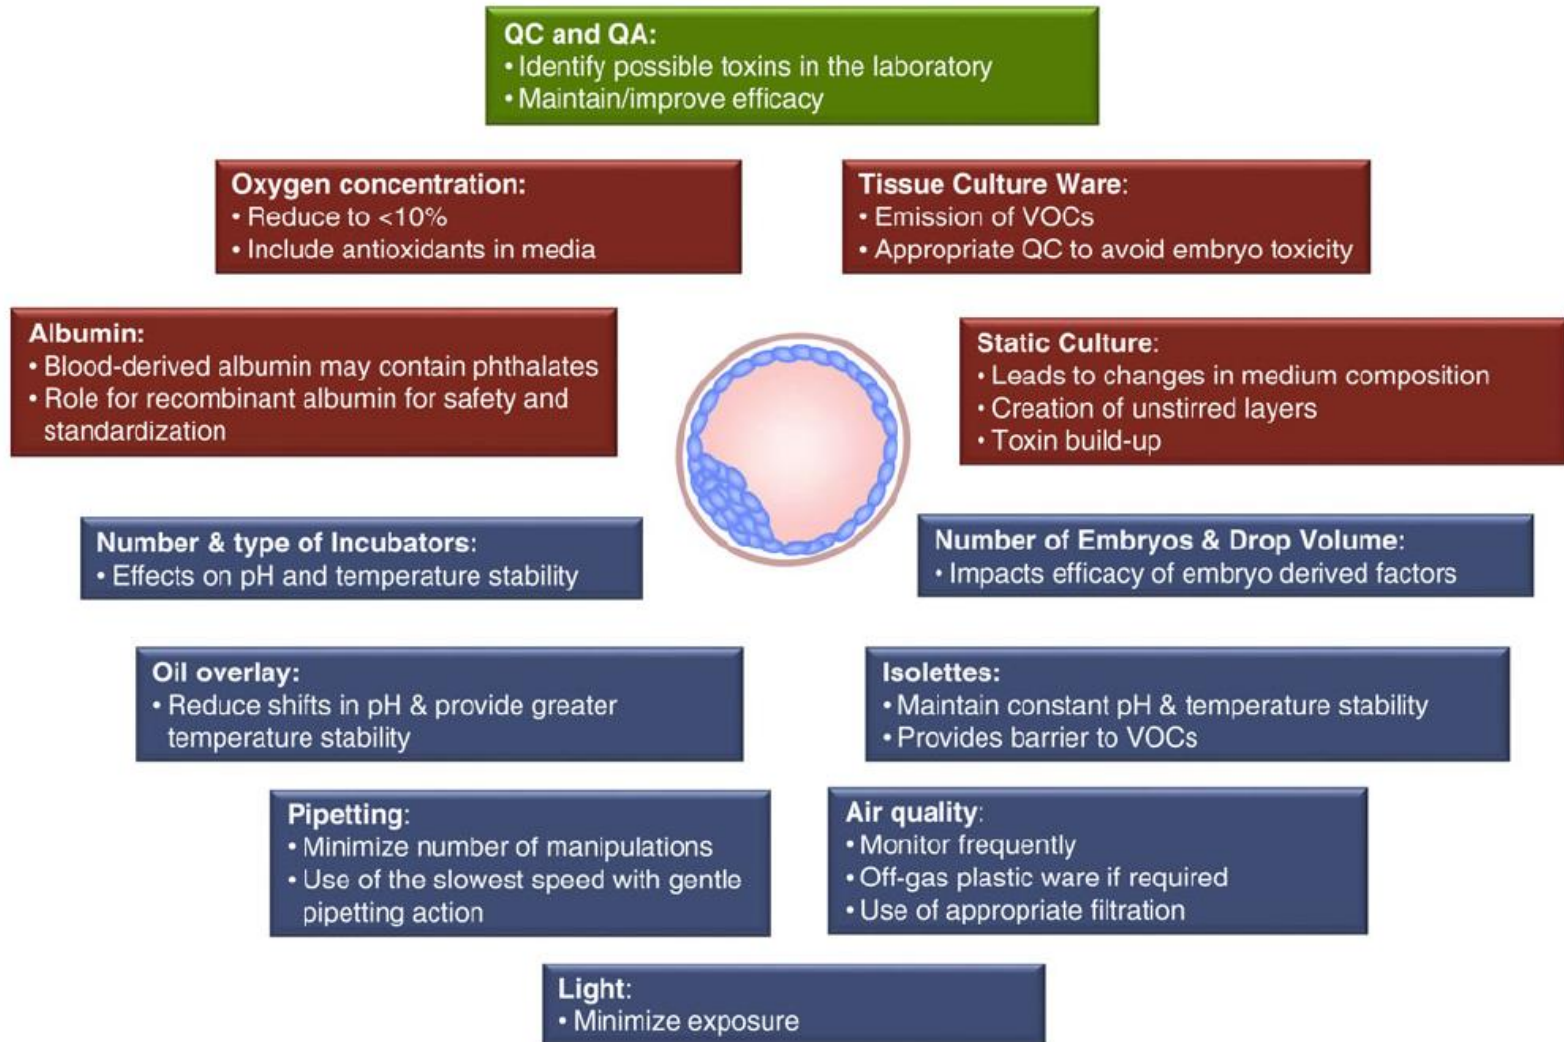 QC and QA:
• Identify possible toxins in the laboratory
• Maintain/improve efficacy
Oxygen concentration:
• Reduce to <10%
• Include antioxidants in media
Tissue Culture Ware:
• Emission of VOCs
• Appropriate QC to avoid embryo toxicity
Albumin:
• Blood-derived albumin may contain phthalates
• Role for recombinant albumin for safety and
standardization
Static Culture:
• Leads to changes in medium composition
• Creation of unstirred layers
• Toxin build-up
Number & type of Incubators:
• Effects on pH and temperature stability
Number of Embryos & Drop Volume:
• Impacts efficacy of embryo derived factors
Oil overlay:
• Reduce shifts in pH & provide greater
temperature stability
Isolettes:
• Maintain constant pH & temperature stability
• Provides barrier to VOCs
Pipetting:
• Minimize number of manipulations
• Use of the slowest speed with gentle
pipetting action
Air quality:
• Monitor frequently
• Off-gas plastic ware if required
• Use of appropriate filtration
Light:
• Minimize exposure